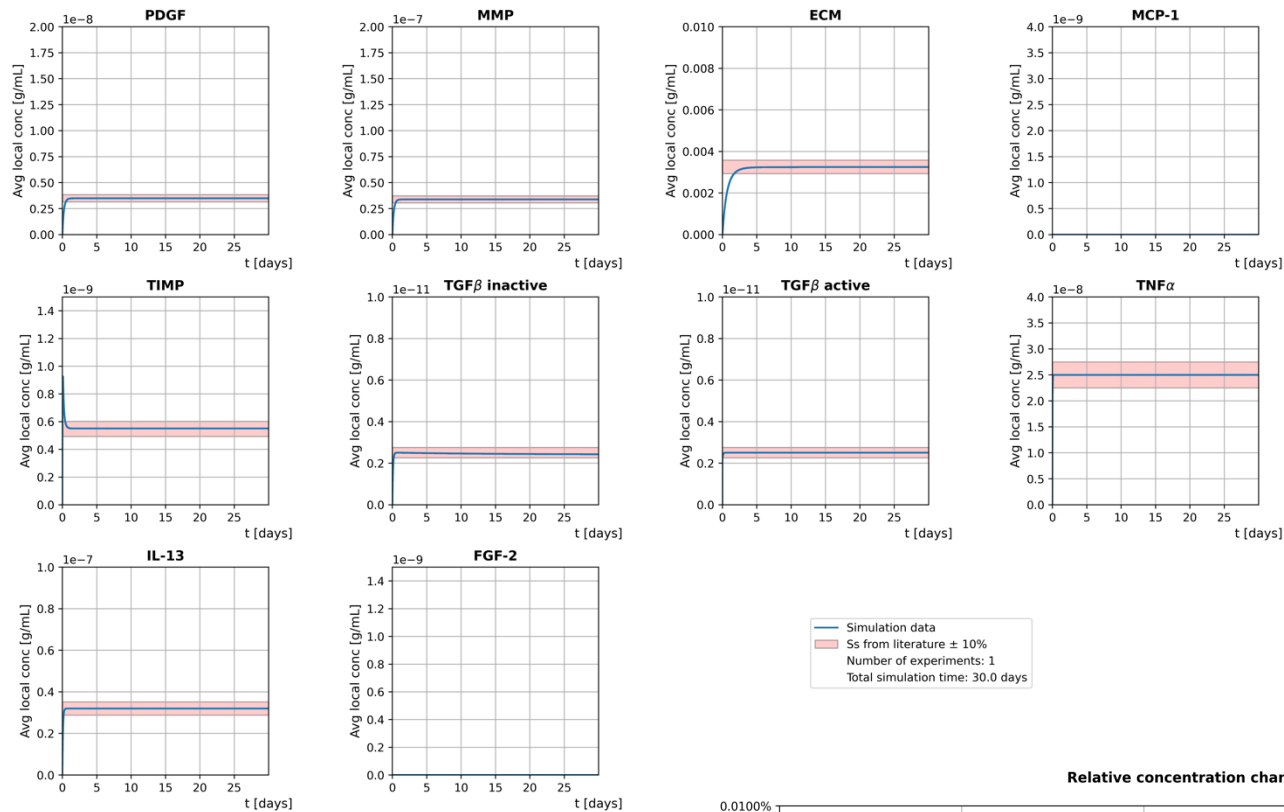 PDGF
1e−8
2.00
1.75
1.50
1.25
1.00
0.75
0.50
0.25
0.00
Avg local conc [g/mL]
0 5 10 15 20 25
t [days]
MMP
1e−7
2.00
1.75
1.50
1.25
1.00
0.75
0.50
0.25
0.00
Avg local conc [g/mL]
0 5 10 15 20 25
t [days]
ECM
0.010
0.008
0.006
0.004
0.002
0.000
Avg local conc [g/mL]
0 5 10 15 20 25
t [days]
MCP-1
1e−9
4.0
3.5
3.0
2.5
2.0
1.5
1.0
0.5
0.0
Avg local conc [g/mL]
0 5 10 15 20 25
t [days]
TIMP
1e−9
1.4
1.2
1.0
0.8
0.6
0.4
0.2
0.0
Avg local conc [g/mL]
0 5 10 15 20 25
t [days]
TGFβ inactive
1e−11
1.0
0.8
0.6
0.4
0.2
0.0
Avg local conc [g/mL]
0 5 10 15 20 25
t [days]
TGFβ active
1e−11
1.0
0.8
0.6
0.4
0.2
0.0
Avg local conc [g/mL]
0 5 10 15 20 25
t [days]
TNFα
1e−8
4.0
3.5
3.0
2.5
2.0
1.5
1.0
0.5
0.0
Avg local conc [g/mL]
0 5 10 15 20 25
t [days]
IL-13
1e−7
1.0
0.8
0.6
0.4
0.2
0.0
Avg local conc [g/mL]
0 5 10 15 20 25
t [days]
FGF-2
1e−9
1.4
1.2
1.0
0.8
0.6
0.4
0.2
0.0
Avg local conc [g/mL]
0 5 10 15 20 25
t [days]
Simulation data
Ss from literature ± 10%
Number of experiments: 1
Total simulation time: 30.0 days
Relative concentration chan
0.0100%